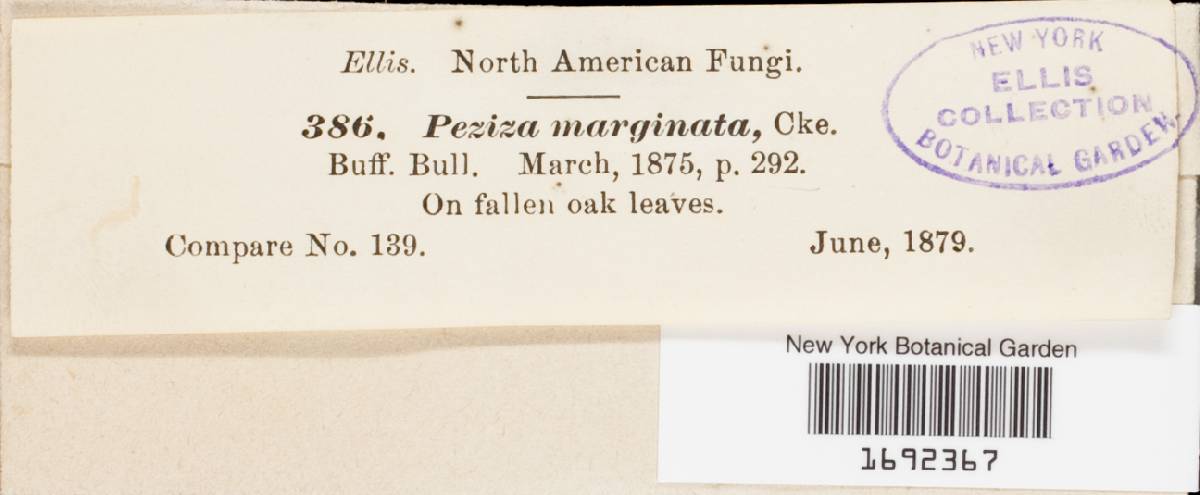 Ellis. North American Fungi.
386. Peziza marginata, Cke.
Buff. Bull. March, 1875, p. 292.
On fallen oak leaves.
Compare No. 139.
June, 1879.
NEW YORK
ELLIS
COLLECTION
BOTANICAL GARDEN
New York Botanical Garden
1692367